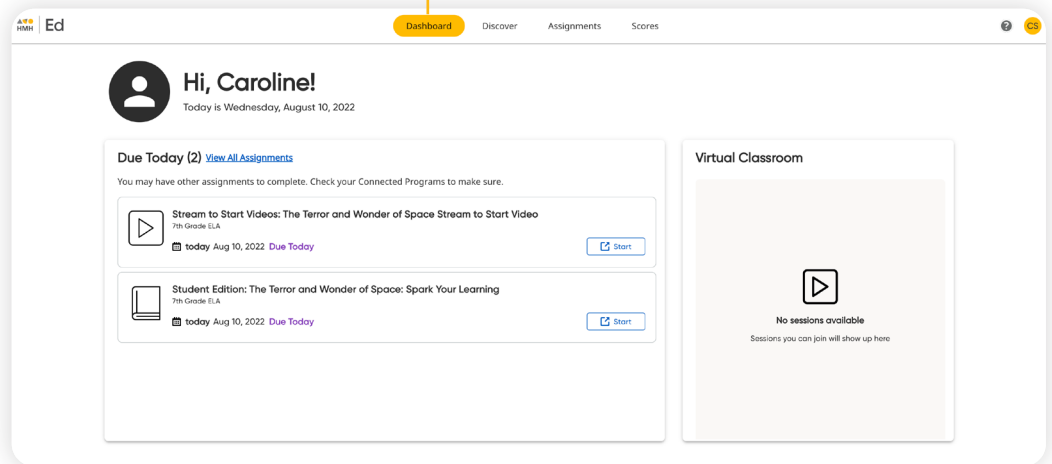 HMH Ed
Dashboard
Discover
Assignments
Scores
?
CS
Hi, Caroline!
Today is Wednesday, August 10, 2022
Due Today (2) View All Assignments
You may have other assignments to complete. Check your Connected Programs to make sure.
Stream to Start Videos: The Terror and Wonder of Space Stream to Start Video
7th Grade ELA
today Aug 10, 2022 Due Today
Start
Student Edition: The Terror and Wonder of Space: Spark Your Learning
7th Grade ELA
today Aug 10, 2022 Due Today
Start
Virtual Classroom
No sessions available
Sessions you can join will show up here